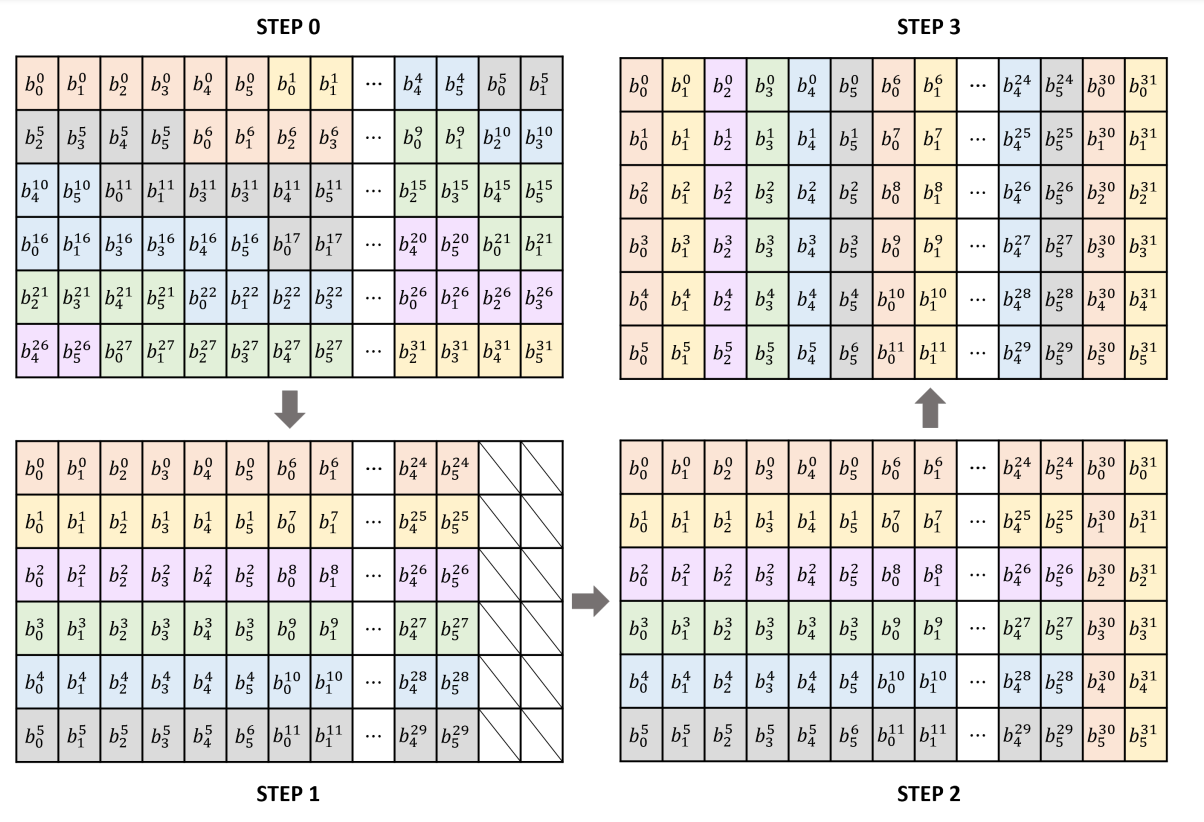 STEP 0
b_0^0 b_1^0 b_2^0 b_3^0 b_4^0 b_5^0 b_0^1 b_1^1 ... b_4^4 b_5^4 b_0^5 b_1^5
b_2^5 b_3^5 b_4^5 b_5^5 b_0^6 b_1^6 b_2^6 b_3^6 ... b_0^9 b_1^9 b_2^10 b_3^10
b_4^10 b_5^10 b_0^11 b_1^11 b_3^11 b_3^11 b_4^11 b_5^11 ... b_2^15 b_3^15 b_4^15 b_5^15
b_0^16 b_1^16 b_3^16 b_3^16 b_4^16 b_5^16 b_0^17 b_1^17 ... b_4^20 b_5^20 b_0^21 b_1^21
b_2^21 b_3^21 b_4^21 b_5^21 b_0^22 b_1^22 b_2^22 b_3^22 ... b_0^26 b_1^26 b_2^26 b_3^26
b_4^26 b_5^26 b_0^27 b_1^27 b_2^27 b_3^27 b_4^27 b_5^27 ... b_2^31 b_3^31 b_4^31 b_5^31
b_0^0 b_1^0 b_2^0 b_3^0 b_4^0 b_5^0 b_0^6 b_1^6 ... b_4^24 b_5^24
b_0^1 b_1^1 b_2^1 b_3^1 b_4^1 b_5^1 b_0^7 b_1^7 ... b_4^25 b_5^25
b_0^2 b_1^2 b_2^2 b_3^2 b_4^2 b_5^2 b_0^8 b_1^8 ... b_4^26 b_5^26
b_0^3 b_1^3 b_2^3 b_3^3 b_4^3 b_5^3 b_0^9 b_1^9 ... b_4^27 b_5^27
b_0^4 b_1^4 b_2^4 b_3^4 b_4^4 b_5^4 b_0^10 b_1^10 ... b_4^28 b_5^28
b_0^5 b_1^5 b_2^5 b_3^5 b_4^5 b_5^6 b_0^11 b_1^11 ... b_4^29 b_5^29
STEP 1
b_0^0 b_1^0 b_2^0 b_3^0 b_4^0 b_5^0 b_0^6 b_1^6 ... b_4^24 b_5^24 b_0^30 b_0^31
b_0^1 b_1^1 b_2^1 b_3^1 b_4^1 b_5^1 b_0^7 b_1^7 ... b_4^25 b_5^25 b_1^30 b_1^31
b_0^2 b_1^2 b_2^2 b_3^2 b_4^2 b_5^2 b_0^8 b_1^8 ... b_4^26 b_5^26 b_2^30 b_2^31
b_0^3 b_1^3 b_2^3 b_3^3 b_4^3 b_5^3 b_0^9 b_1^9 ... b_4^27 b_5^27 b_3^30 b_3^31
b_0^4 b_1^4 b_2^4 b_3^4 b_4^4 b_5^4 b_0^10 b_1^10 ... b_4^28 b_5^28 b_4^30 b_4^31
b_0^5 b_1^5 b_2^5 b_3^5 b_4^5 b_5^6 b_0^11 b_1^11 ... b_4^29 b_5^29 b_5^30 b_5^31
STEP 2
STEP 3
b_0^0 b_1^0 b_2^0 b_3^0 b_4^0 b_5^0 b_0^6 b_1^6 ... b_4^24 b_5^24 b_0^30 b_0^31
b_0^1 b_1^1 b_2^1 b_3^1 b_4^1 b_5^1 b_0^7 b_1^7 ... b_4^25 b_5^25 b_1^30 b_1^31
b_0^2 b_1^2 b_2^2 b_3^2 b_4^2 b_5^2 b_0^8 b_1^8 ... b_4^26 b_5^26 b_2^30 b_2^31
b_0^3 b_1^3 b_2^3 b_3^3 b_4^3 b_5^3 b_0^9 b_1^9 ... b_4^27 b_5^27 b_3^30 b_3^31
b_0^4 b_1^4 b_2^4 b_3^4 b_4^4 b_5^4 b_0^10 b_1^10 ... b_4^28 b_5^28 b_4^30 b_4^31
b_0^5 b_1^5 b_2^5 b_3^5 b_4^5 b_5^6 b_0^11 b_1^11 ... b_4^29 b_5^29 b_5^30 b_5^31